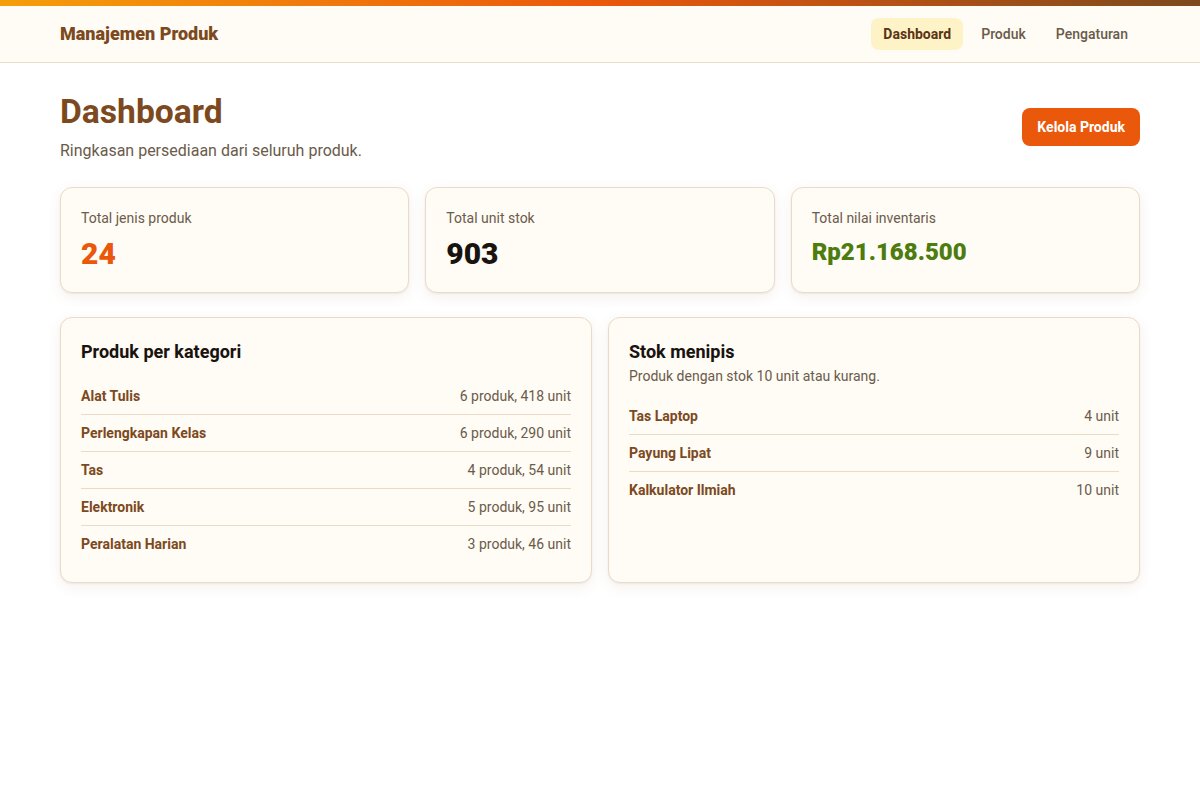 Manajemen Produk
Dashboard
Produk
Pengaturan
Dashboard
Ringkasan persediaan dari seluruh produk.
Kelola Produk
Total jenis produk
24
Total unit stok
903
Total nilai inventaris
Rp21.168.500
Produk per kategori
Alat Tulis 6 produk, 418 unit
Perlengkapan Kelas 6 produk, 290 unit
Tas 4 produk, 54 unit
Elektronik 5 produk, 95 unit
Peralatan Harian 3 produk, 46 unit
Stok menipis
Produk dengan stok 10 unit atau kurang.
Tas Laptop 4 unit
Payung Lipat 9 unit
Kalkulator Ilmiah 10 unit